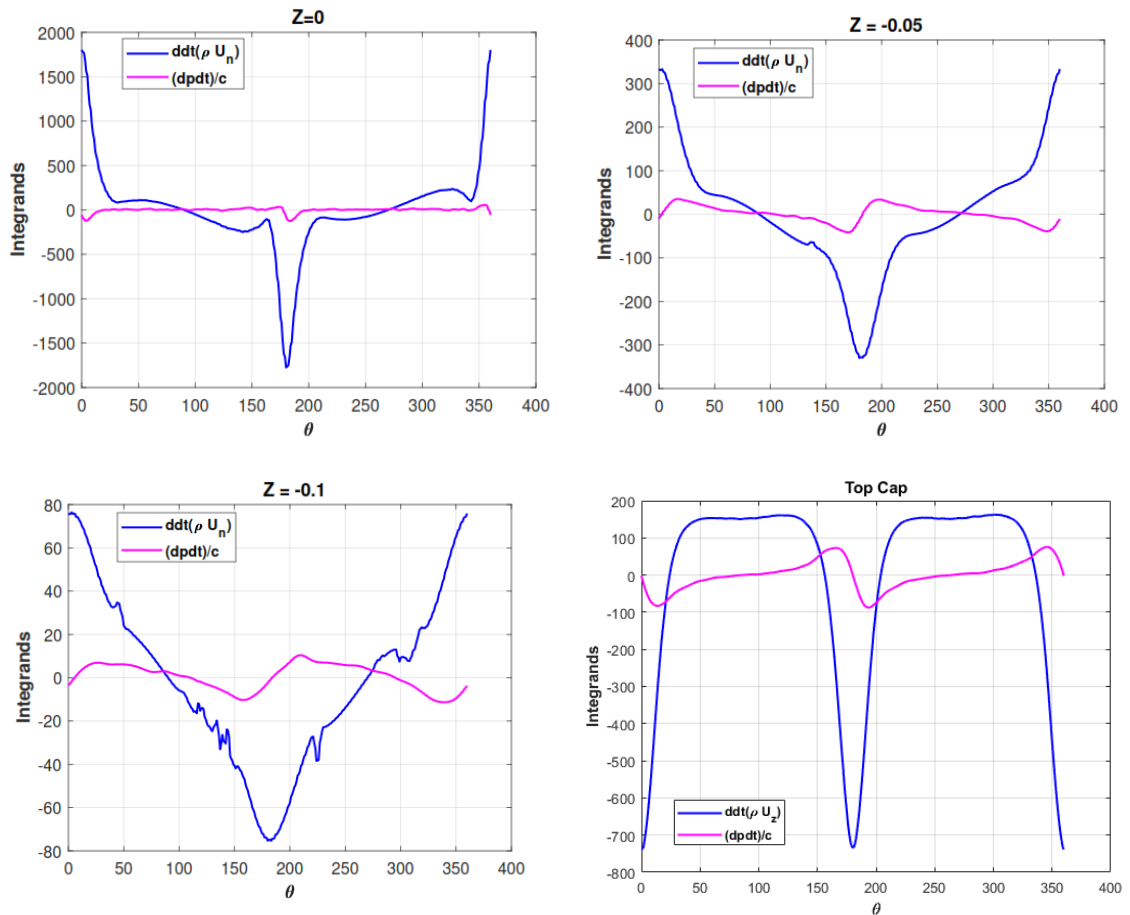 Z=0
2000
1500
1000
500
0
-500
-1000
-1500
-2000
Integrands
ddt(ρ Uₙ)
(dpdt)/c
0 50 100 150 200 250 300 350 400
θ
Z = -0.05
400
300
200
100
0
-100
-200
-300
-400
Integrands
ddt(ρ Uₙ)
(dpdt)/c
0 50 100 150 200 250 300 350 400
θ
Z = -0.1
80
60
40
20
0
-20
-40
-60
-80
Integrands
ddt(ρ Uₙ)
(dpdt)/c
0 50 100 150 200 250 300 350 400
θ
Top Cap
200
100
0
-100
-200
-300
-400
-500
-600
-700
-800
Integrands
ddt(ρ U_z)
(dpdt)/c
0 50 100 150 200 250 300 350 400
θ